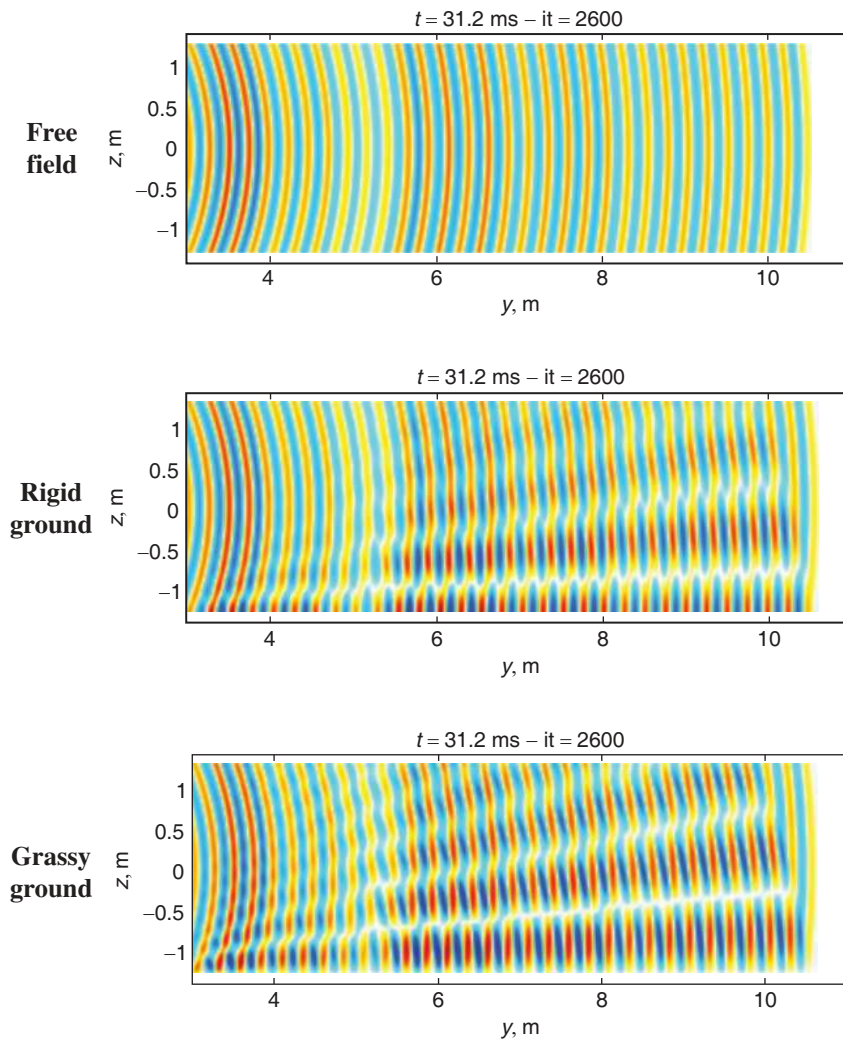 t = 31.2 ms – it = 2600
Free
field
z, m
1
0.5
0
–0.5
–1
4 6 8 10
y, m
t = 31.2 ms – it = 2600
Rigid
ground
z, m
1
0.5
0
–0.5
–1
4 6 8 10
y, m
t = 31.2 ms – it = 2600
Grassy
ground
z, m
1
0.5
0
–0.5
–1
4 6 8 10
y, m